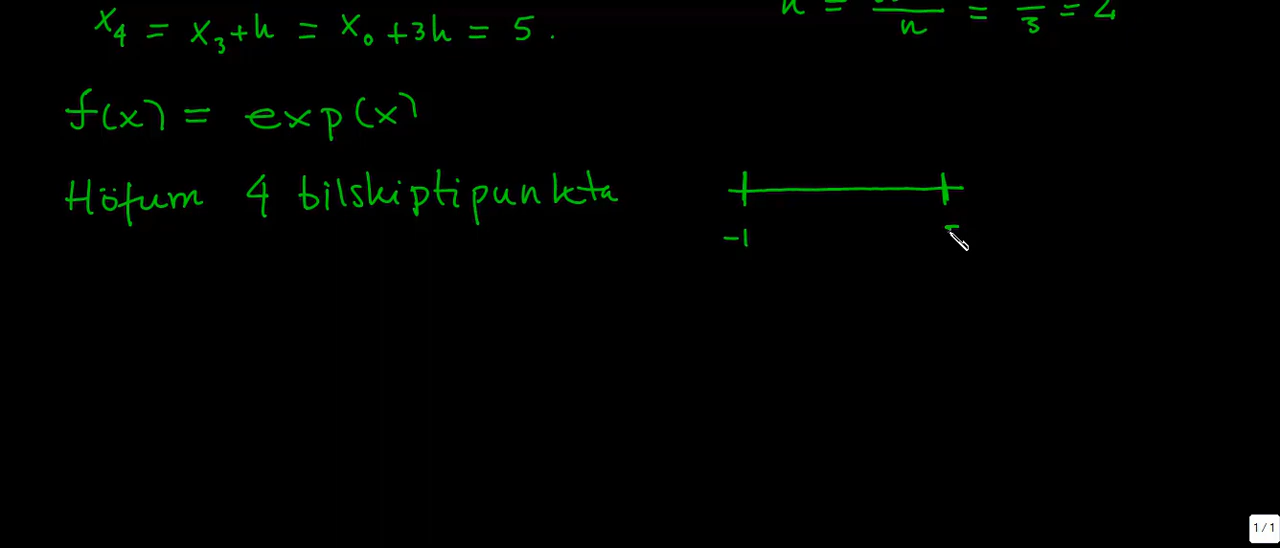 x₄ = x₃+h = x₀+3h = 5.
n = 3 = 2
f(x) = exp(x)
Höfum 4 bilskiptipunkta
-1
1/1